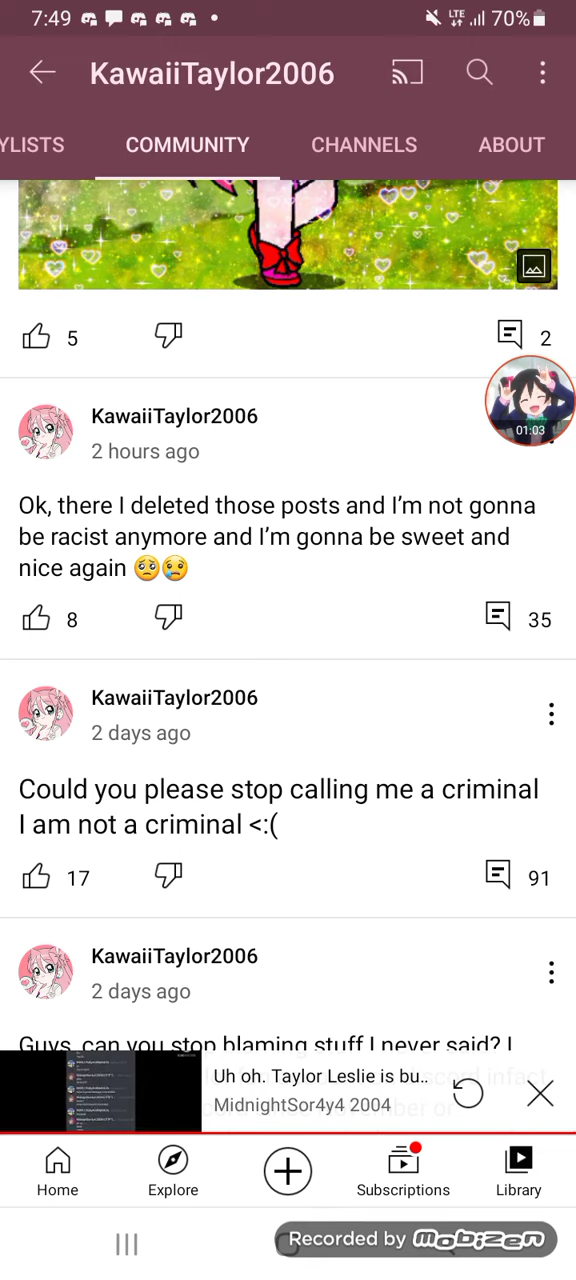 7:49
LTE
70%
KawaiiTaylor2006
YLISTS
COMMUNITY
CHANNELS
ABOUT
5
2
01:03
KawaiiTaylor2006
2 hours ago
Ok, there I deleted those posts and I’m not gonna
be racist anymore and I’m gonna be sweet and
nice again 🥺😢
8
35
KawaiiTaylor2006
2 days ago
Could you please stop calling me a criminal
I am not a criminal <:(
17
91
KawaiiTaylor2006
2 days ago
Guys, can you stop blaming stuff I never said? I
Uh oh. Taylor Leslie is bu..
MidnightSor4y4 2004
Home
Explore
Subscriptions
Library
Recorded by mobizen